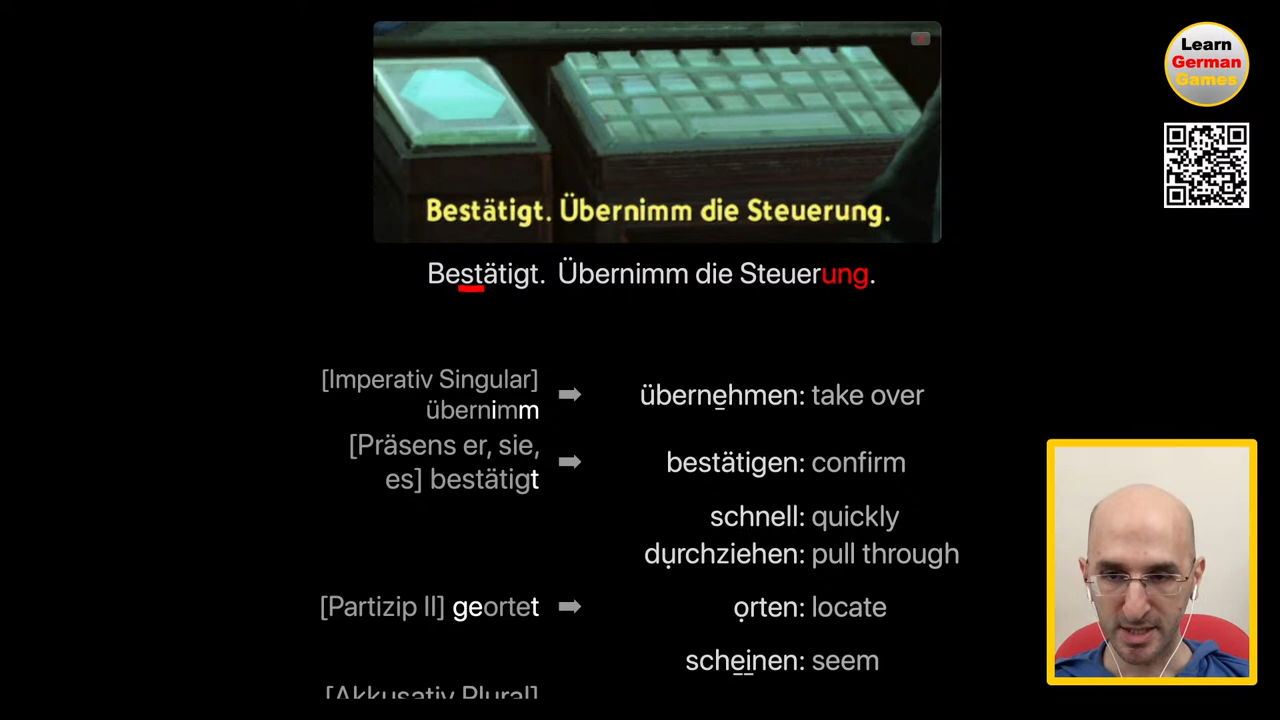 Learn
German
Games
Bestätigt. Übernimm die Steuerung.
Bestätigt. Übernimm die Steuerung.
[Imperativ Singular]
übernimm ➡ übernehmen: take over
[Präsens er, sie,
es] bestätigt ➡ bestätigen: confirm
schnell: quickly
durchziehen: pull through
[Partizip II] geortet ➡ orten: locate
scheinen: seem
[Akkusativ Plural]